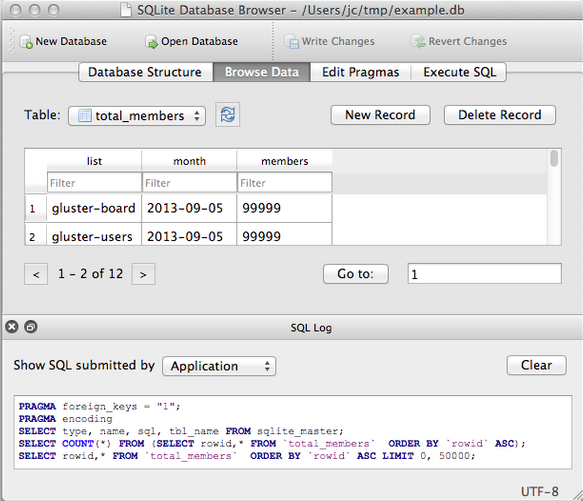 SQLite Database Browser - /Users/jc/tmp/example.db
New Database Open Database Write Changes Revert Changes
Database Structure Browse Data Edit Pragmas Execute SQL
Table: total_members New Record Delete Record
list month members
Filter Filter Filter
1 gluster-board 2013-09-05 99999
2 gluster-users 2013-09-05 99999
< 1 - 2 of 12 > Go to: 1
SQL Log
Show SQL submitted by Application Clear
PRAGMA foreign_keys = "1";
PRAGMA encoding
SELECT type, name, sql, tbl_name FROM sqlite_master;
SELECT COUNT(*) FROM (SELECT rowid,* FROM `total_members`  ORDER BY `rowid` ASC);
SELECT rowid,* FROM `total_members`  ORDER BY `rowid` ASC LIMIT 0, 50000;
UTF-8